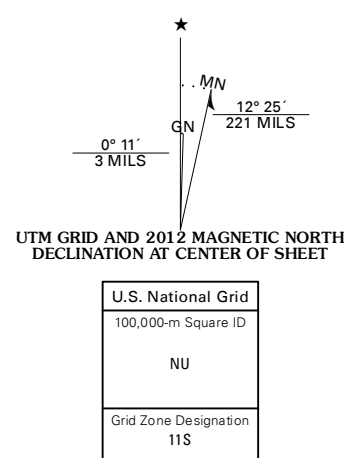 ★
MN
12° 25´
221 MILS
GN
0° 11´
3 MILS
UTM GRID AND 2012 MAGNETIC NORTH
DECLINATION AT CENTER OF SHEET
U.S. National Grid
100,000-m Square ID
NU
Grid Zone Designation
11S